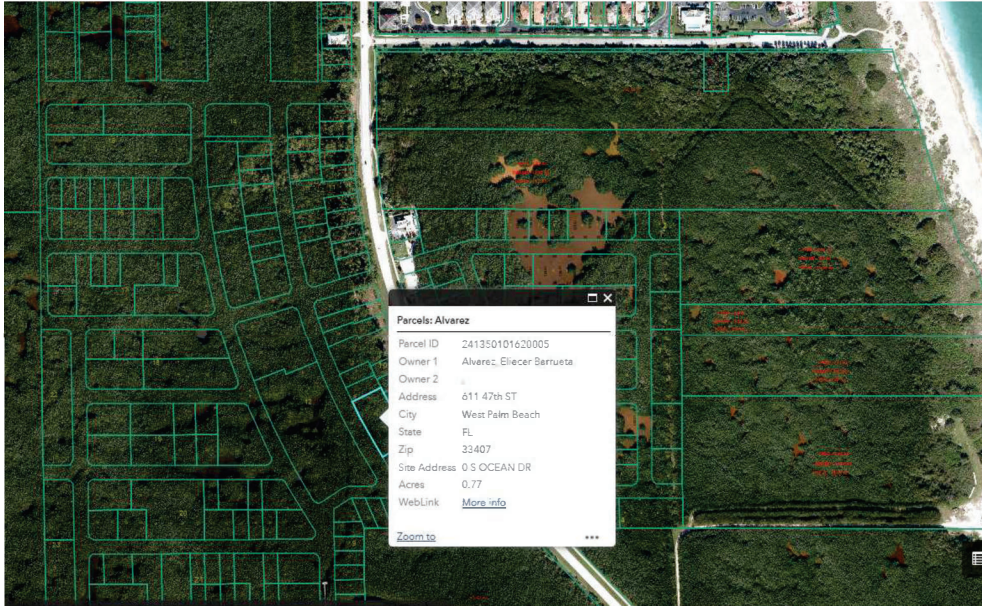 Parcels: Alvarez
Parcel ID 241350101620005
Owner 1 Alvarez, Eliecer Barrueta
Owner 2
Address 611 47th ST
City West Palm Beach
State FL
Zip 33407
Site Address 0 S OCEAN DR
Acres 0.77
WebLink More info
Zoom to